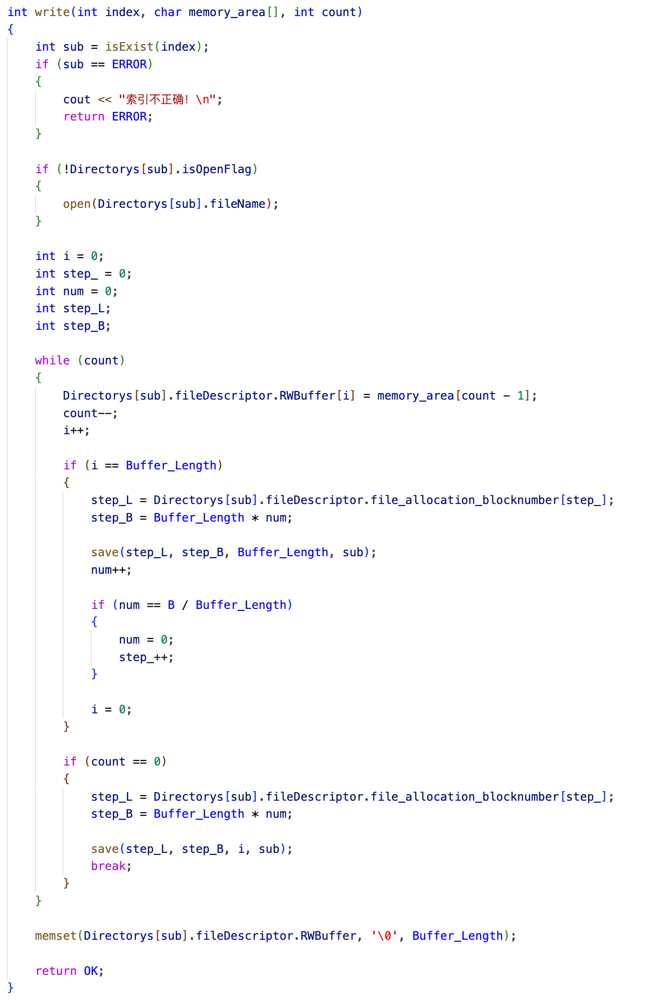 int write(int index, char memory_area[], int count)
{
    int sub = isExist(index);
    if (sub == ERROR)
    {
        cout << "索引不正确！\n";
        return ERROR;
    }

    if (!Directorys[sub].isOpenFlag)
    {
        open(Directorys[sub].fileName);
    }

    int i = 0;
    int step_ = 0;
    int num = 0;
    int step_L;
    int step_B;

    while (count)
    {
        Directorys[sub].fileDescriptor.RWBuffer[i] = memory_area[count - 1];
        count--;
        i++;

        if (i == Buffer_Length)
        {
            step_L = Directorys[sub].fileDescriptor.file_allocation_blocknumber[step_];
            step_B = Buffer_Length * num;

            save(step_L, step_B, Buffer_Length, sub);
            num++;

            if (num == B / Buffer_Length)
            {
                num = 0;
                step_++;
            }

            i = 0;
        }

        if (count == 0)
        {
            step_L = Directorys[sub].fileDescriptor.file_allocation_blocknumber[step_];
            step_B = Buffer_Length * num;

            save(step_L, step_B, i, sub);
            break;
        }
    }

    memset(Directorys[sub].fileDescriptor.RWBuffer, '\0', Buffer_Length);

    return OK;
}